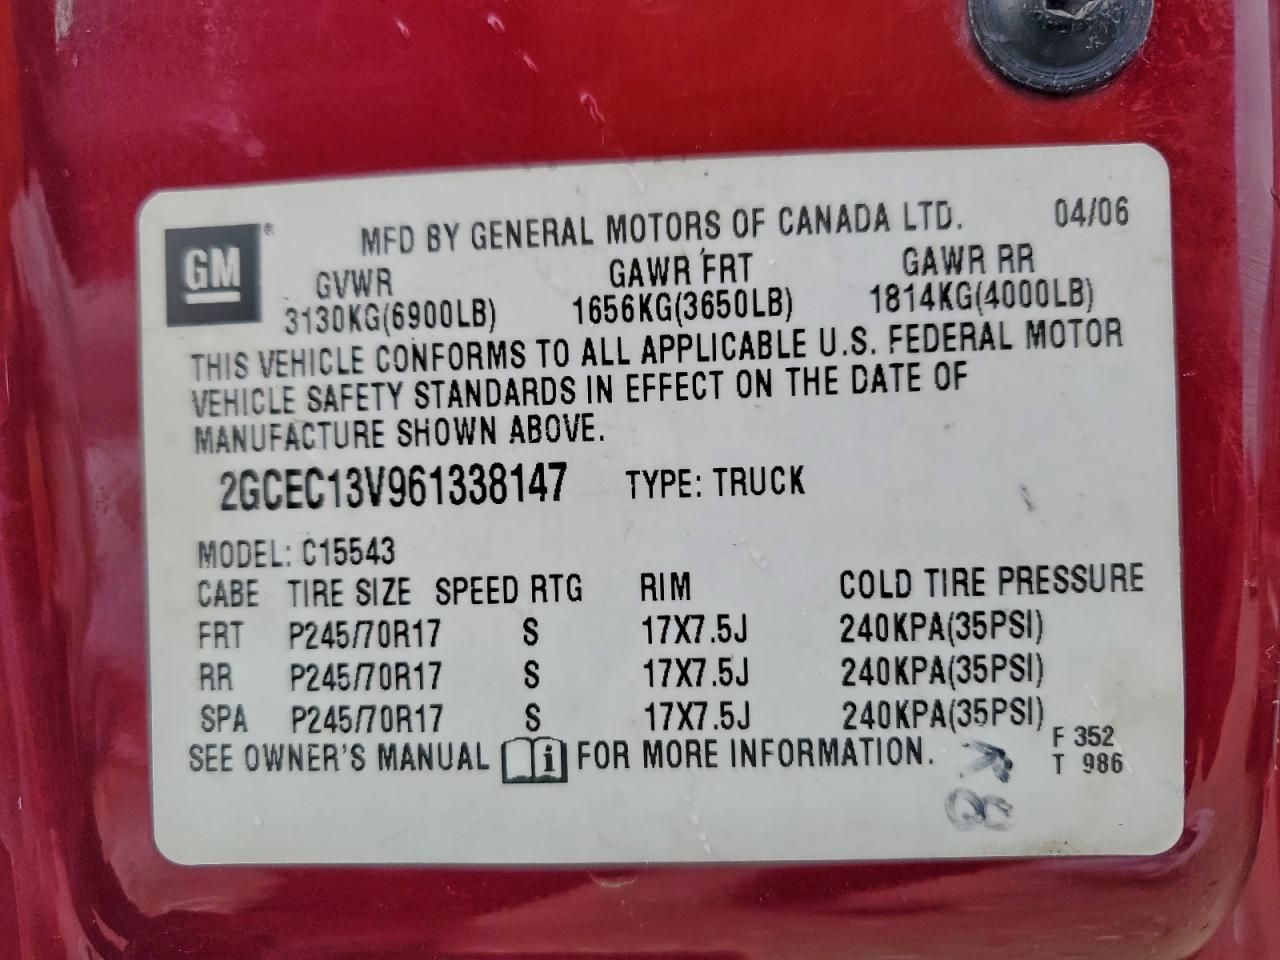 GM® MFD BY GENERAL MOTORS OF CANADA LTD. 04/06
GVWR GAWR FRT GAWR RR
3130KG(6900LB) 1656KG(3650LB) 1814KG(4000LB)
THIS VEHICLE CONFORMS TO ALL APPLICABLE U.S. FEDERAL MOTOR
VEHICLE SAFETY STANDARDS IN EFFECT ON THE DATE OF
MANUFACTURE SHOWN ABOVE.
2GCEC13V961338147 TYPE: TRUCK
MODEL: C15543
CABE TIRE SIZE SPEED RTG RIM COLD TIRE PRESSURE
FRT P245/70R17 S 17X7.5J 240KPA(35PSI)
RR P245/70R17 S 17X7.5J 240KPA(35PSI)
SPA P245/70R17 S 17X7.5J 240KPA(35PSI)
SEE OWNER'S MANUAL i FOR MORE INFORMATION.
F 352
T 986